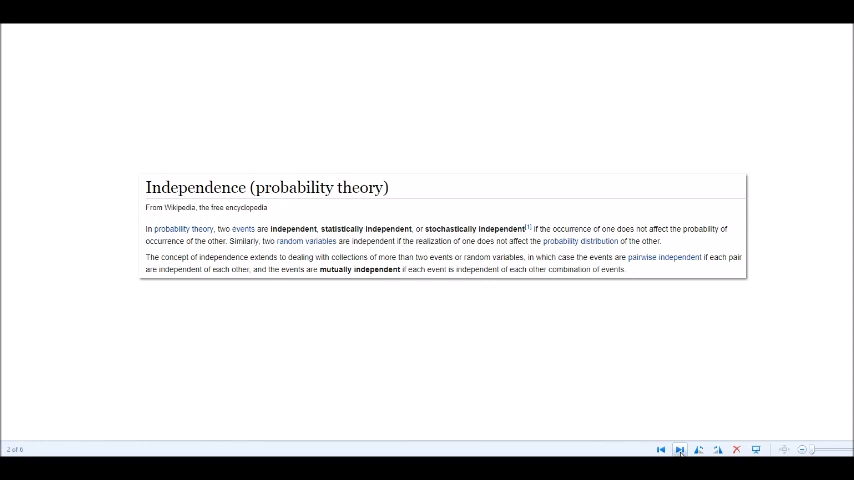 Independence (probability theory)
From Wikipedia, the free encyclopedia
In probability theory, two events are independent, statistically independent, or stochastically independent[1] if the occurrence of one does not affect the probability of
occurrence of the other. Similarly, two random variables are independent if the realization of one does not affect the probability distribution of the other.
The concept of independence extends to dealing with collections of more than two events or random variables, in which case the events are pairwise independent if each pair
are independent of each other, and the events are mutually independent if each event is independent of each other combination of events.
2 of 6